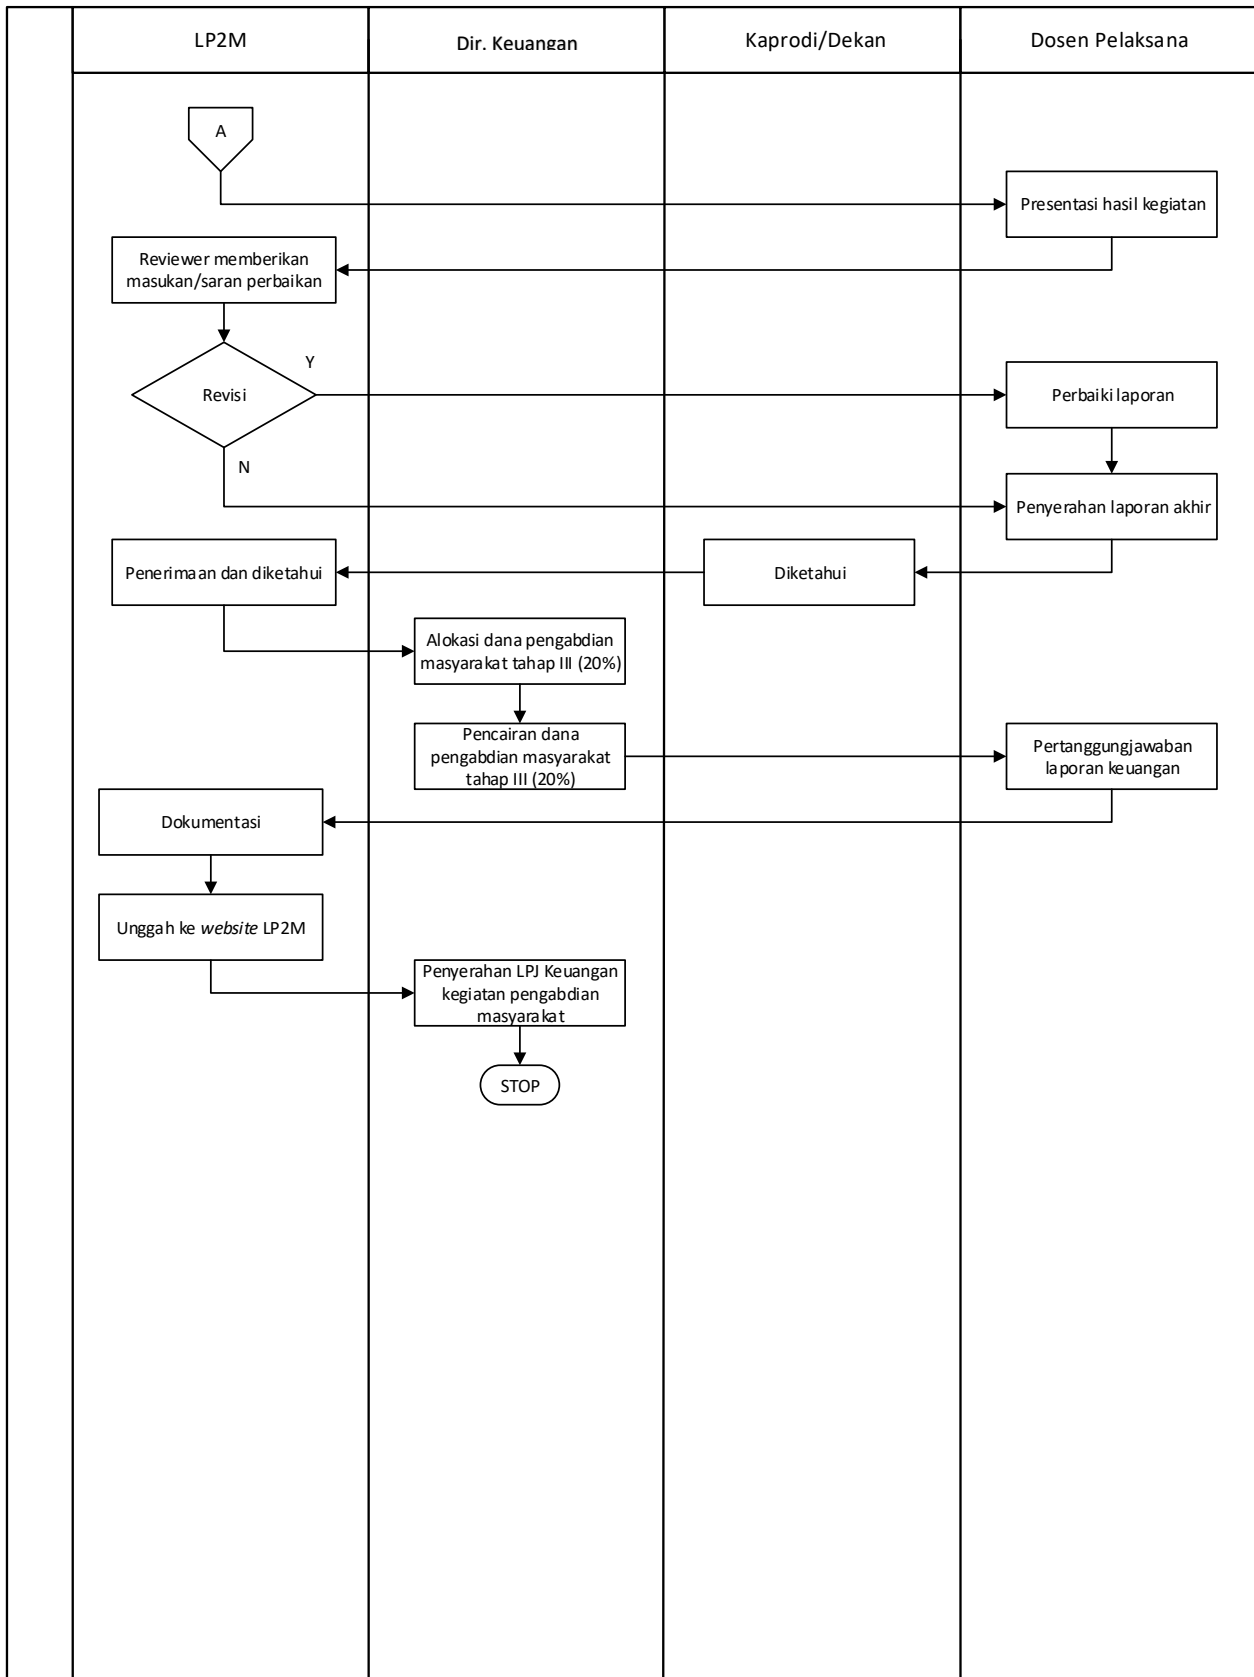 LP2M
Dir. Keuangan
Kaprodi/Dekan
Dosen Pelaksana
A
Presentasi hasil kegiatan
Reviewer memberikan
masukan/saran perbaikan
Revisi
Y
Perbaiki laporan
N
Penyerahan laporan akhir
Penerimaan dan diketahui
Diketahui
Alokasi dana pengabdian
masyarakat tahap III (20%)
Pencairan dana
pengabdian masyarakat
tahap III (20%)
Pertanggungjawaban
laporan keuangan
Dokumentasi
Unggah ke website LP2M
Penyerahan LPJ Keuangan
kegiatan pengabdian
masyarakat
STOP